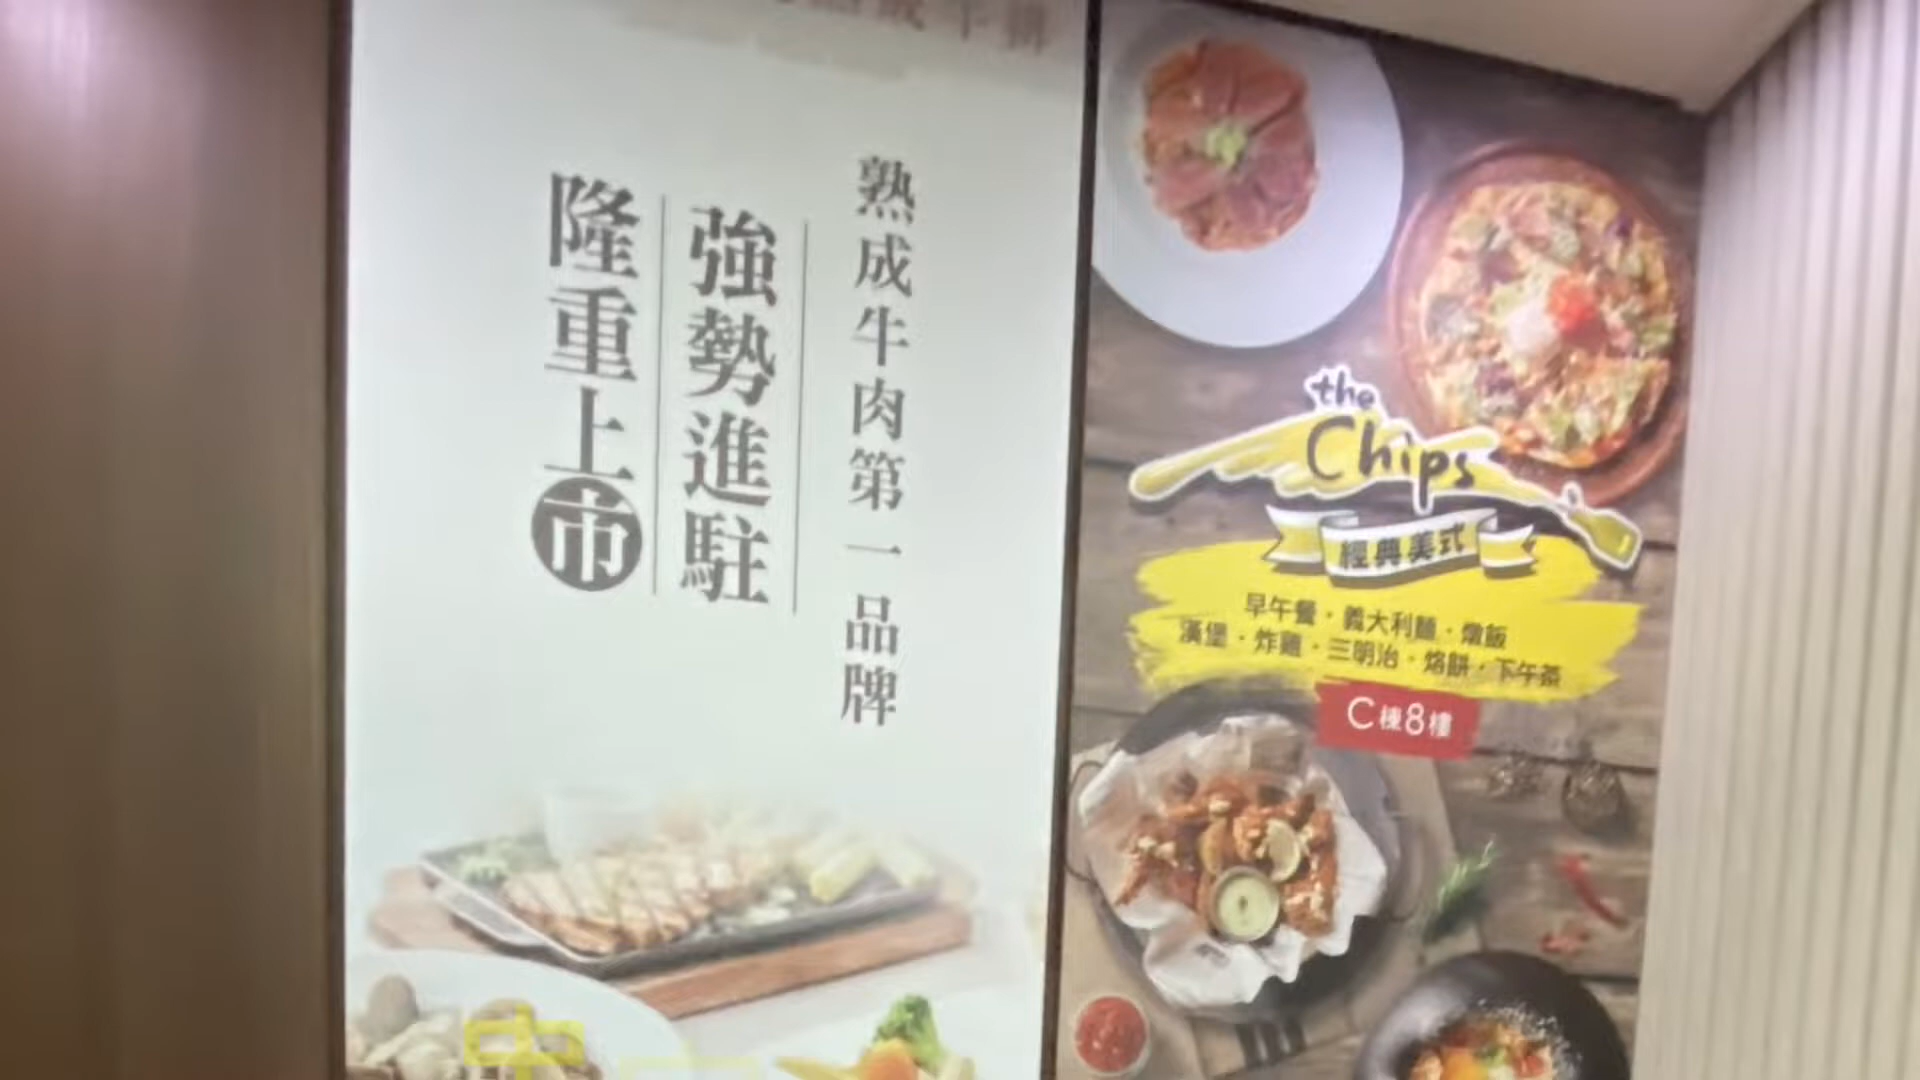 熟成牛肉第一品牌
強勢進駐
隆重上市
中
the
Chips
經典美式
早午餐・義大利麵・燉飯
漢堡・炸雞・三明治・烙餅・下午茶
C棟8樓